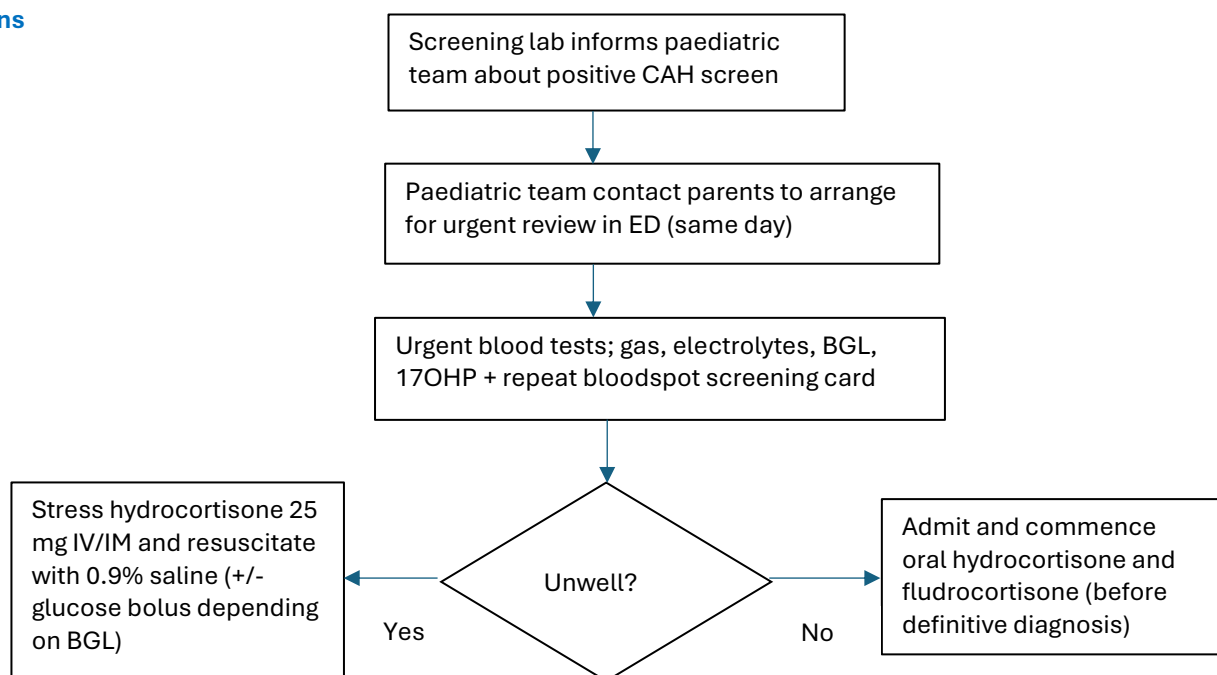 ns
Screening lab informs paediatric
team about positive CAH screen
Paediatric team contact parents to arrange
for urgent review in ED (same day)
Urgent blood tests; gas, electrolytes, BGL,
17OHP + repeat bloodspot screening card
Stress hydrocortisone 25
mg IV/IM and resuscitate
with 0.9% saline (+/-
glucose bolus depending
on BGL)
Yes
Unwell?
No
Admit and commence
oral hydrocortisone and
fludrocortisone (before
definitive diagnosis)